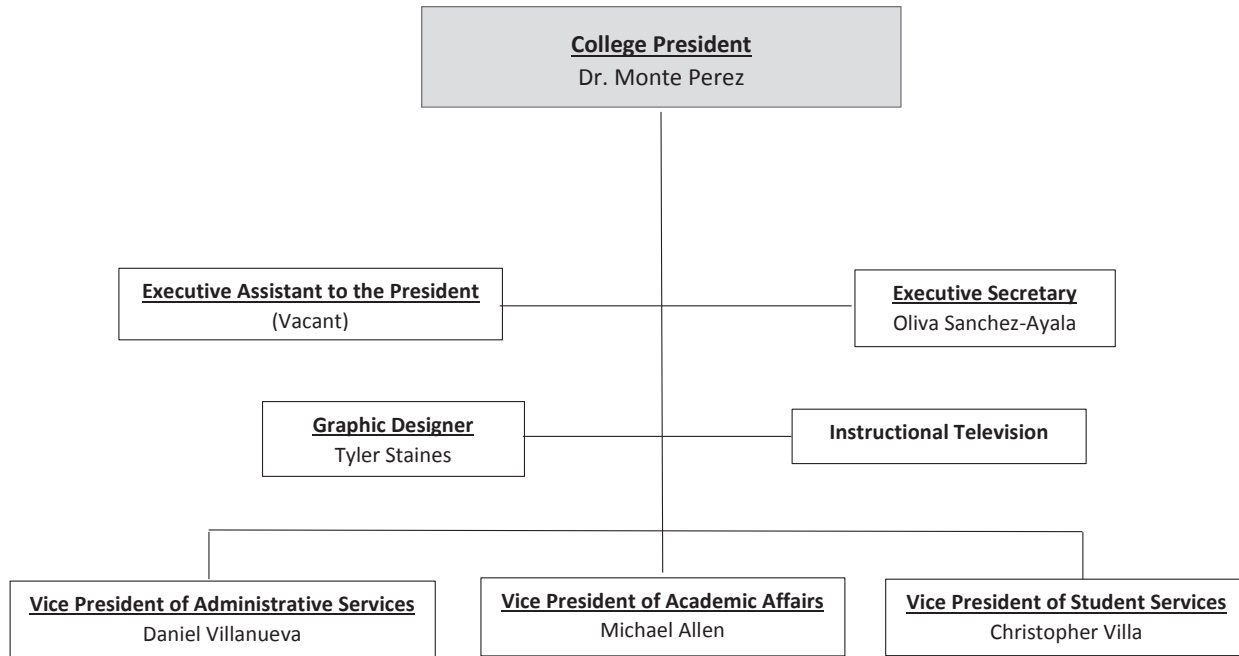 College President
Dr. Monte Perez
Executive Assistant to the President
(Vacant)
Executive Secretary
Oliva Sanchez-Ayala
Graphic Designer
Tyler Staines
Instructional Television
Vice President of Administrative Services
Daniel Villanueva
Vice President of Academic Affairs
Michael Allen
Vice President of Student Services
Christopher Villa